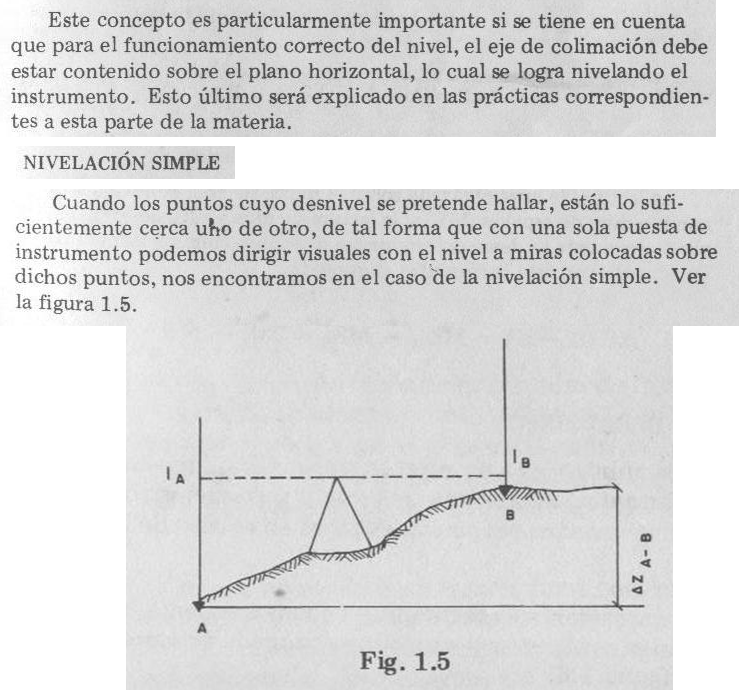 Este concepto es particularmente importante si se tiene en cuenta
que para el funcionamiento correcto del nivel, el eje de colimación debe
estar contenido sobre el plano horizontal, lo cual se logra nivelando el
instrumento. Esto último será explicado en las prácticas correspondien-
tes a esta parte de la materia.
NIVELACIÓN SIMPLE
Cuando los puntos cuyo desnivel se pretende hallar, están lo sufi-
cientemente cerca uno de otro, de tal forma que con una sola puesta de
instrumento podemos dirigir visuales con el nivel a miras colocadas sobre
dichos puntos, nos encontramos en el caso de la nivelación simple. Ver
la figura 1.5.
l A
l B
B
ΔZ A-B
A
Fig. 1.5